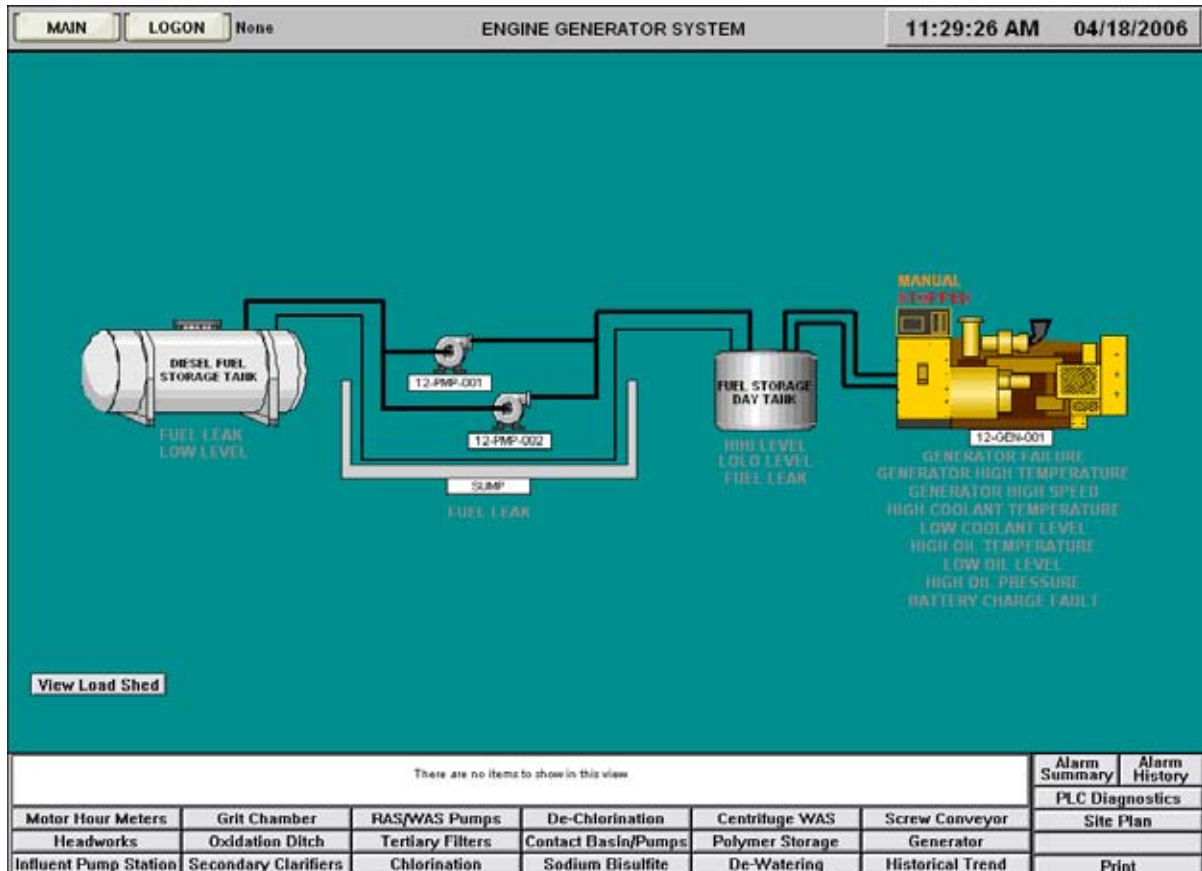 MAIN LOGON None ENGINE GENERATOR SYSTEM 11:29:26 AM 04/18/2006
MANUAL
STOPPED
DIESEL FUEL
STORAGE TANK
FUEL LEAK
LOW LEVEL
12-PMP-001
12-PMP-002
SUMP
FUEL LEAK
FUEL STORAGE
DAY TANK
HIHI LEVEL
LOLO LEVEL
FUEL LEAK
12-GEN-001
GENERATOR FAILURE
GENERATOR HIGH TEMPERATURE
GENERATOR HIGH SPEED
HIGH COOLANT TEMPERATURE
LOW COOLANT LEVEL
HIGH OIL TEMPERATURE
LOW OIL LEVEL
HIGH OIL PRESSURE
BATTERY CHARGE FAULT
View Load Shed
There are no items to show in this view
Alarm Summary Alarm History
PLC Diagnostics
Motor Hour Meters Grit Chamber RAS/WAS Pumps De-Chlorination Centrifuge WAS Screw Conveyor Site Plan
Headworks Oxidation Ditch Tertiary Filters Contact Basin/Pumps Polymer Storage Generator
Influent Pump Station Secondary Clarifiers Chlorination Sodium Bisulfite De-Watering Historical Trend Print